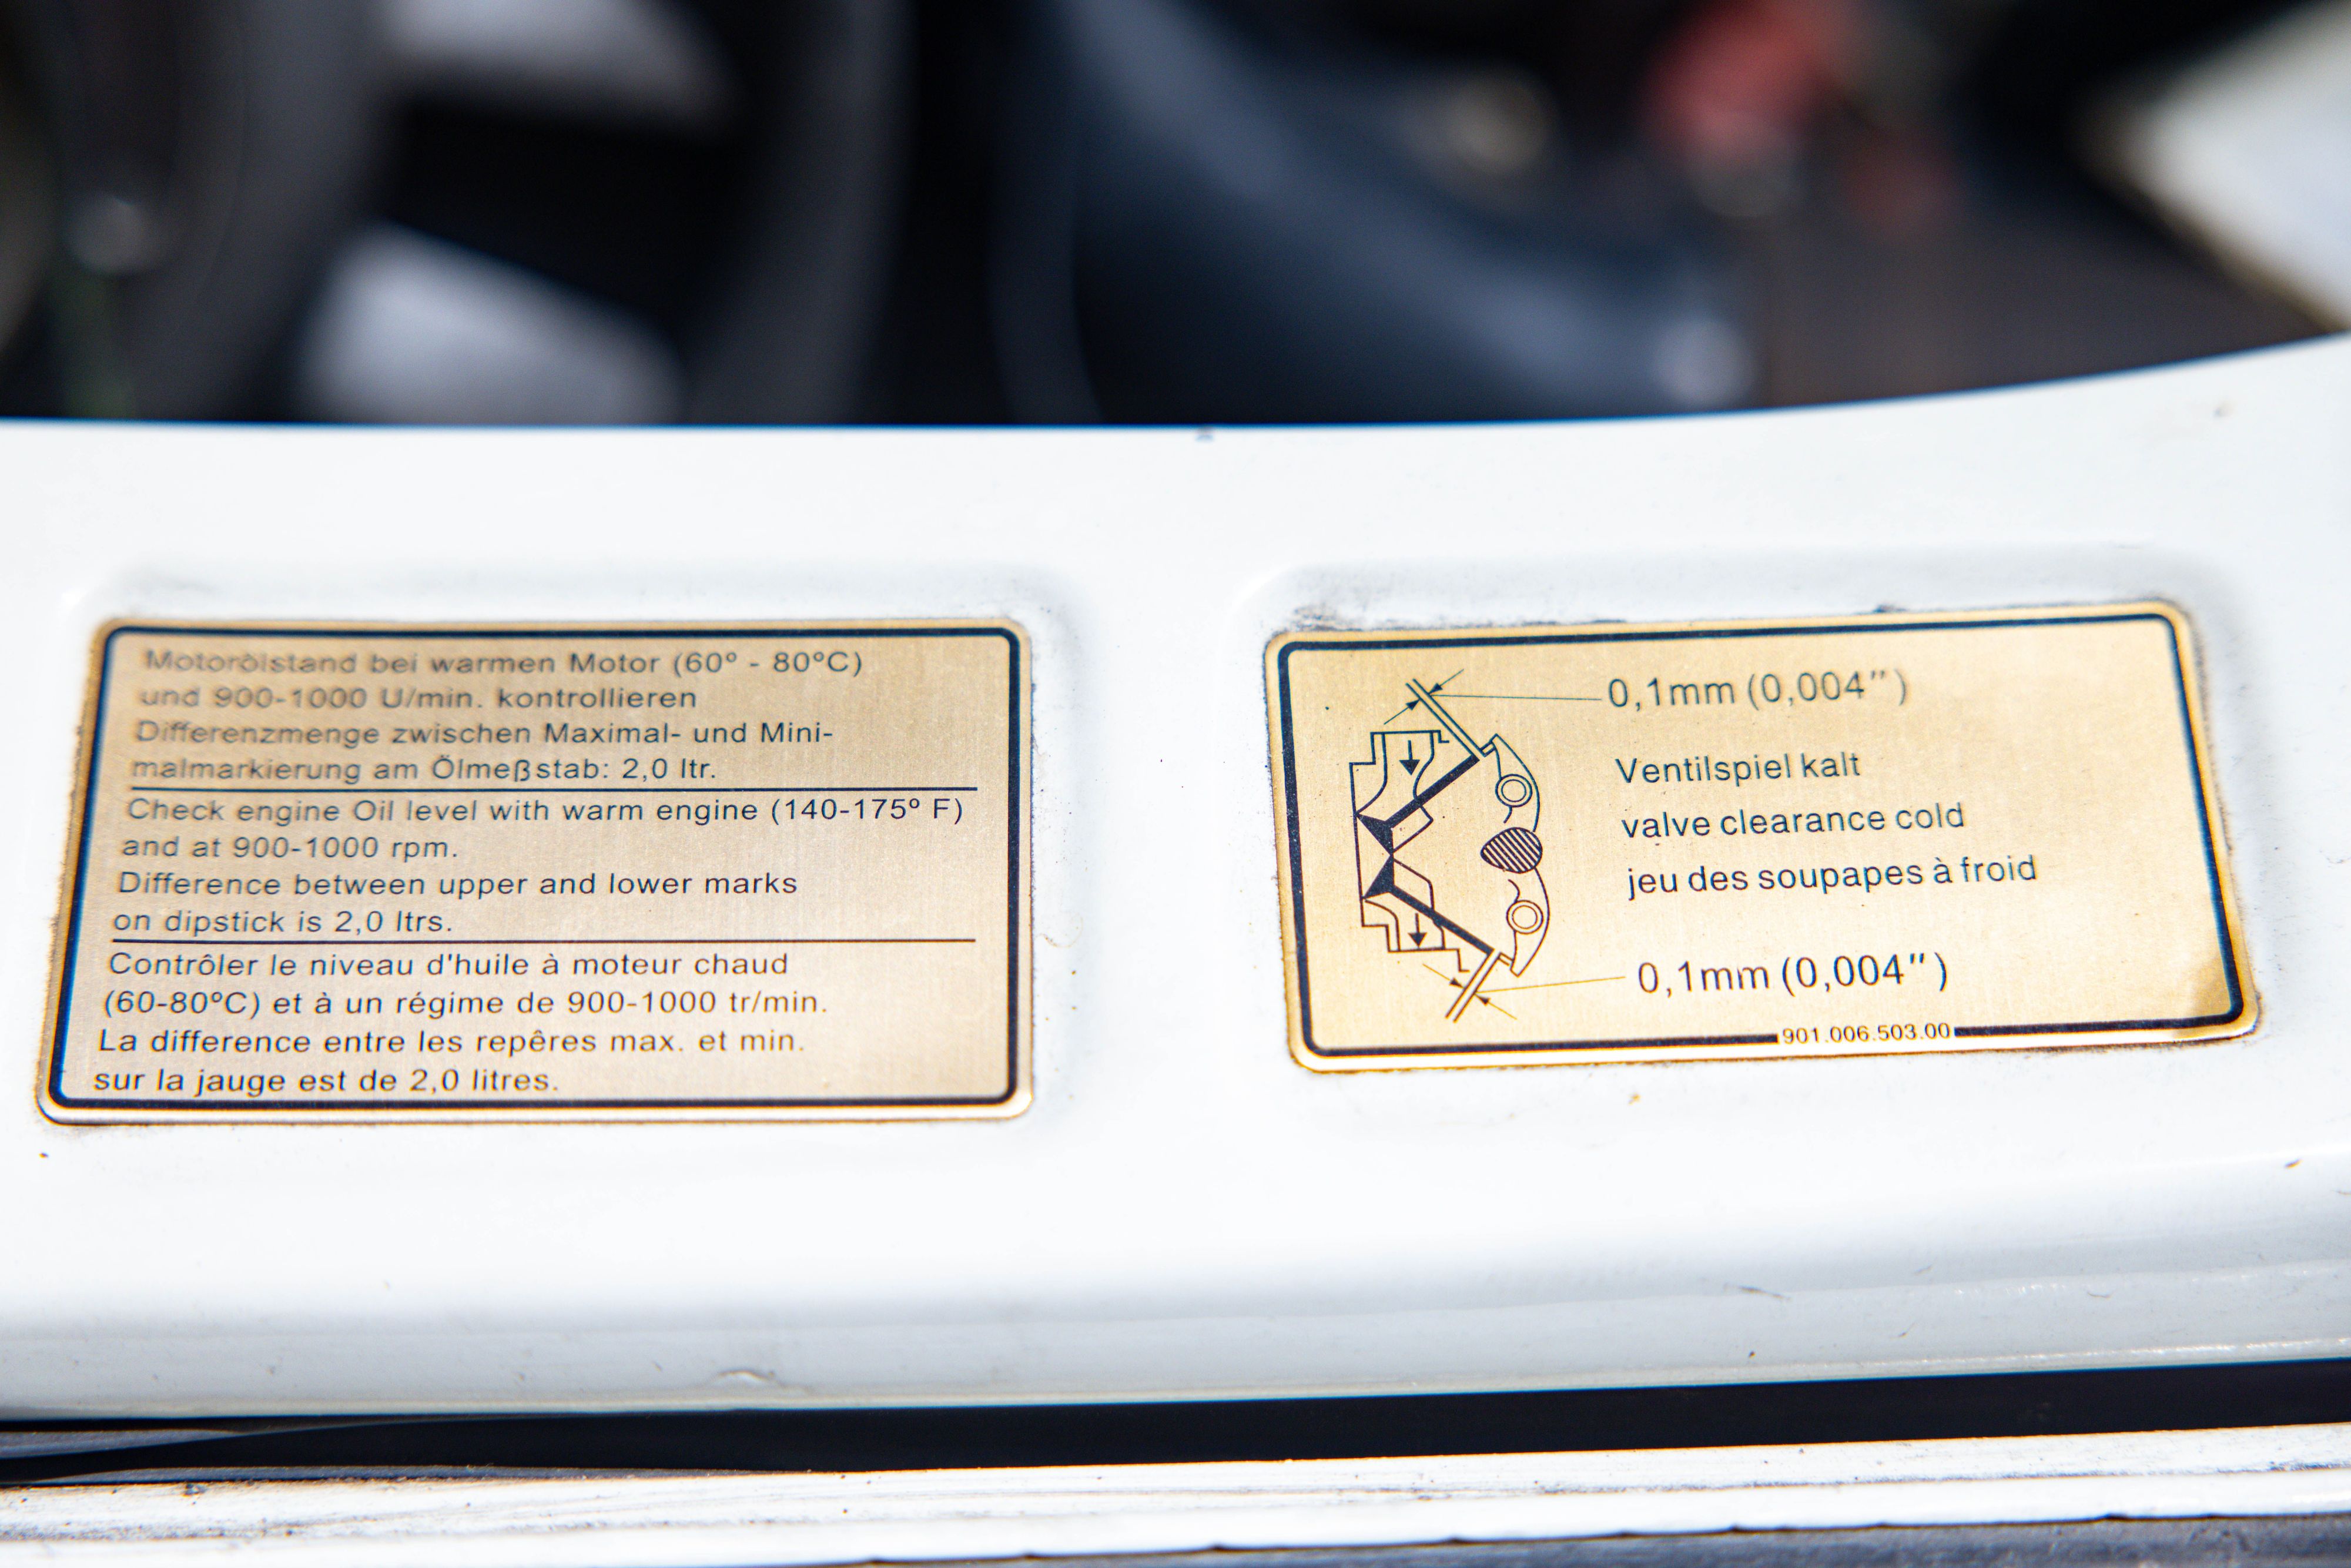 Motorölstand bei warmen Motor (60º - 80ºC)
und 900-1000 U/min. kontrollieren
Differenzmenge zwischen Maximal- und Mini-
malmarkierung am Ölmeßstab: 2,0 ltr.
Check engine Oil level with warm engine (140-175º F)
and at 900-1000 rpm.
Difference between upper and lower marks
on dipstick is 2,0 ltrs.
Contrôler le niveau d'huile à moteur chaud
(60-80ºC) et à un régime de 900-1000 tr/min.
La difference entre les repêres max. et min.
sur la jauge est de 2,0 litres.
0,1mm (0,004")
Ventilspiel kalt
valve clearance cold
jeu des soupapes à froid
0,1mm (0,004")
901.006.503.00